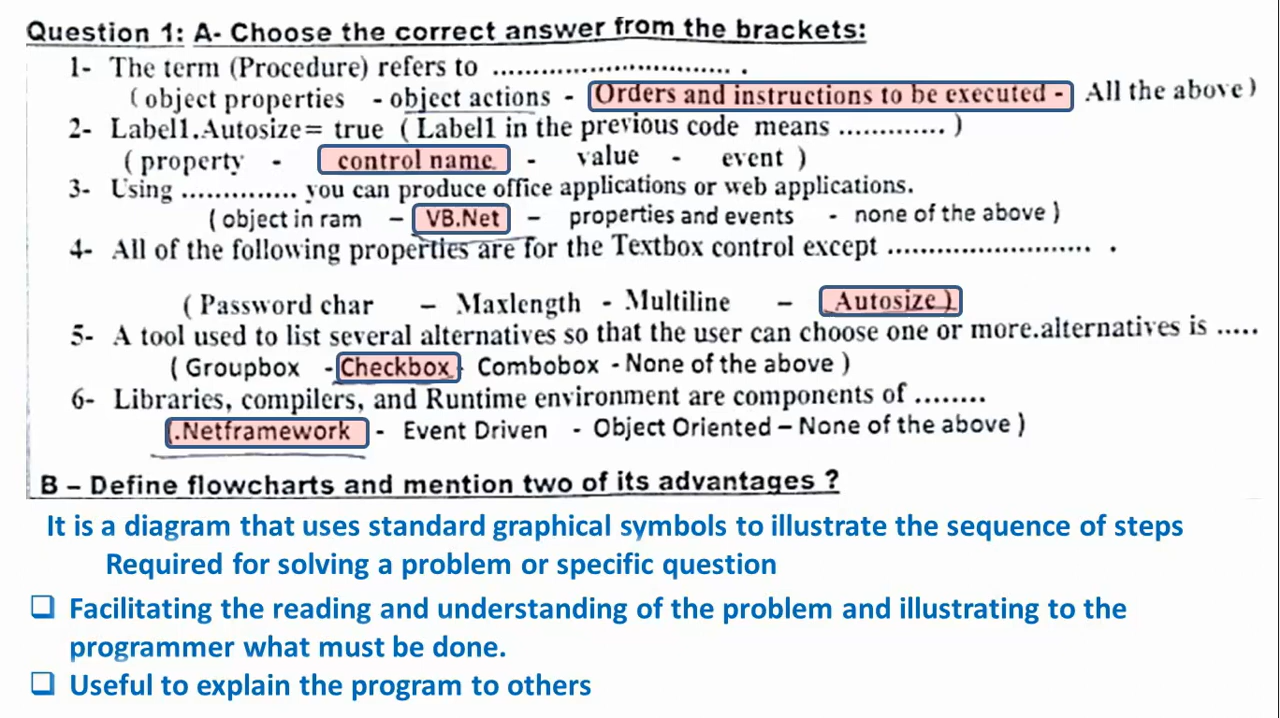 Question 1: A- Choose the correct answer from the brackets:
1- The term (Procedure) refers to ................................ .
( object properties - object actions - Orders and instructions to be executed - All the above )
2- Label1.Autosize= true ( Label1 in the previous code means ............. )
( property - control name - value - event )
3- Using .............. you can produce office applications or web applications.
( object in ram – VB.Net – properties and events - none of the above )
4- All of the following properties are for the Textbox control except ........................... .
( Password char – Maxlength - Multiline – Autosize )
5- A tool used to list several alternatives so that the user can choose one or more.alternatives is .....
( Groupbox - Checkbox Combobox - None of the above )
6- Libraries, compilers, and Runtime environment are components of ........
(.Netframework - Event Driven - Object Oriented – None of the above )
B – Define flowcharts and mention two of its advantages ?
It is a diagram that uses standard graphical symbols to illustrate the sequence of steps
Required for solving a problem or specific question
❑ Facilitating the reading and understanding of the problem and illustrating to the
programmer what must be done.
❑ Useful to explain the program to others